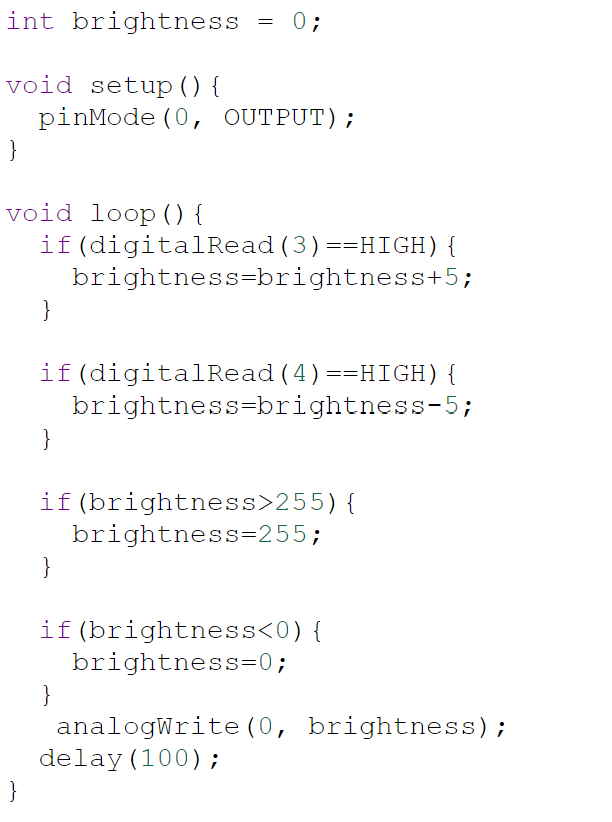 int brightness = 0;

void setup(){
  pinMode(0, OUTPUT);
}

void loop(){
  if(digitalRead(3)==HIGH){
    brightness=brightness+5;
  }

  if(digitalRead(4)==HIGH){
    brightness=brightness-5;
  }

  if(brightness>255){
    brightness=255;
  }

  if(brightness<0){
    brightness=0;
  }
   analogWrite(0, brightness);
  delay(100);
}